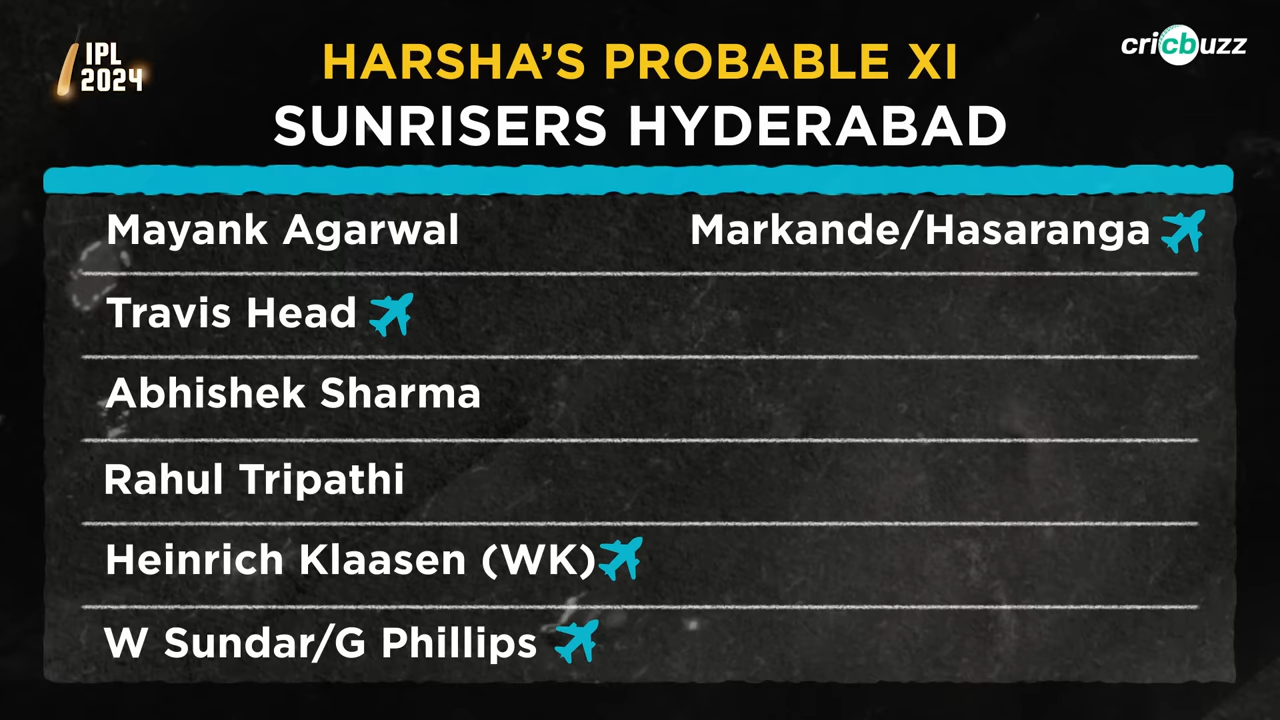 IPL
2024
HARSHA'S PROBABLE XI
cricbuzz
SUNRISERS HYDERABAD
Mayank Agarwal
Markande/Hasaranga
Travis Head
Abhishek Sharma
Rahul Tripathi
Heinrich Klaasen (WK)
W Sundar/G Phillips